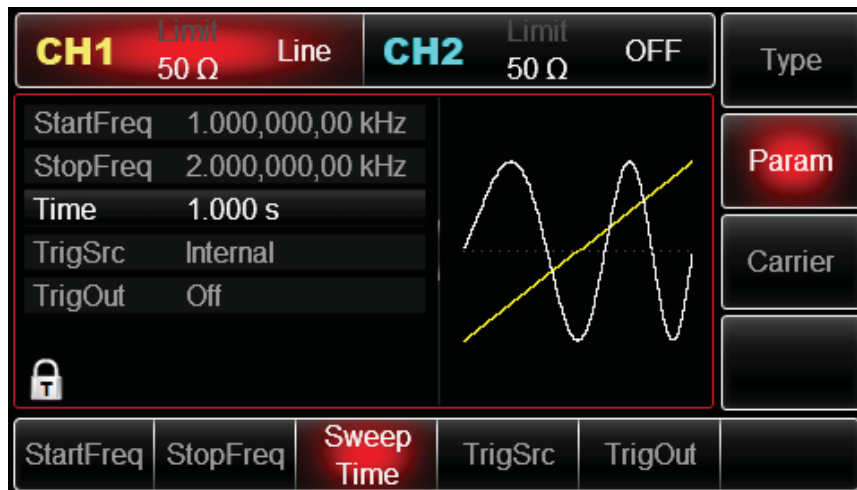 CH1 Limit 50 Ω Line
CH2 Limit 50 Ω OFF
Type
StartFreq 1.000,000,00 kHz
StopFreq 2.000,000,00 kHz
Time 1.000 s
TrigSrc Internal
TrigOut Off
T
Param
Carrier
StartFreq
StopFreq
Sweep
Time
TrigSrc
TrigOut